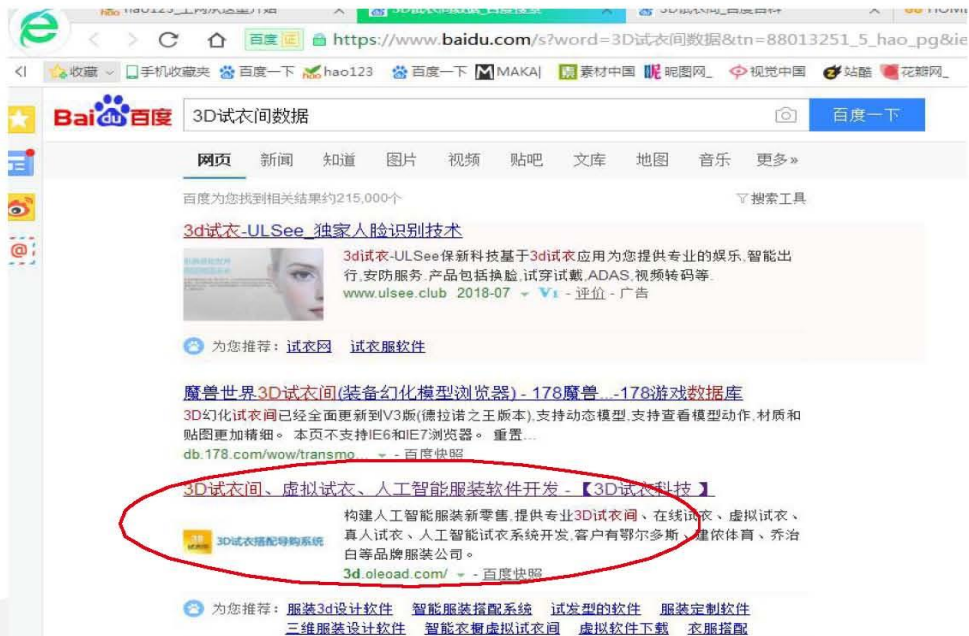 hao123_上网从这里开始
3D试衣间数据_百度搜索
3D试衣间_百度百科
百度
https://www.baidu.com/s?word=3D试衣间数据&tn=88013251_5_hao_pg&ie
收藏 手机收藏夹 百度一下 hao123 百度一下 MAKA| 素材中国 昵图网_ 视觉中国 站酷 花瓣网_
Bai百度 3D试衣间数据 百度一下
网页 新闻 知道 图片 视频 贴吧 文库 地图 音乐 更多»
百度为您找到相关结果约215,000个 搜索工具
3d试衣-ULSee_独家人脸识别技术
3d试衣-ULSee保新科技基于3d试衣应用为您提供专业的娱乐,智能出
行,安防服务.产品包括换脸,试穿试戴,ADAS,视频转码等.
www.ulsee.club 2018-07 V1 - 评价 - 广告
为您推荐: 试衣网 试衣服软件
魔兽世界3D试衣间(装备幻化模型浏览器) - 178魔兽...-178游戏数据库
3D幻化试衣间已经全面更新到V3版(德拉诺之王版本),支持动态模型,支持查看模型动作,材质和
贴图更加精细。 本页不支持IE6和IE7浏览器。 重置...
db.178.com/wow/transmo... - 百度快照
3D试衣间、虚拟试衣、人工智能服装软件开发 - 【3D试衣科技 】
构建人工智能服装新零售,提供专业3D试衣间、在线试衣、虚拟试衣、
真人试衣、人工智能试衣系统开发,客户有鄂尔多斯、建侬体育、乔治
3D试衣搭配导购系统
白等品牌服装公司。
3d.oleoad.com/ - 百度快照
为您推荐: 服装3d设计软件 智能服装搭配系统 试发型的软件 服装定制软件
三维服装设计软件 智能衣橱虚拟试衣间 虚拟软件下载 衣服搭配